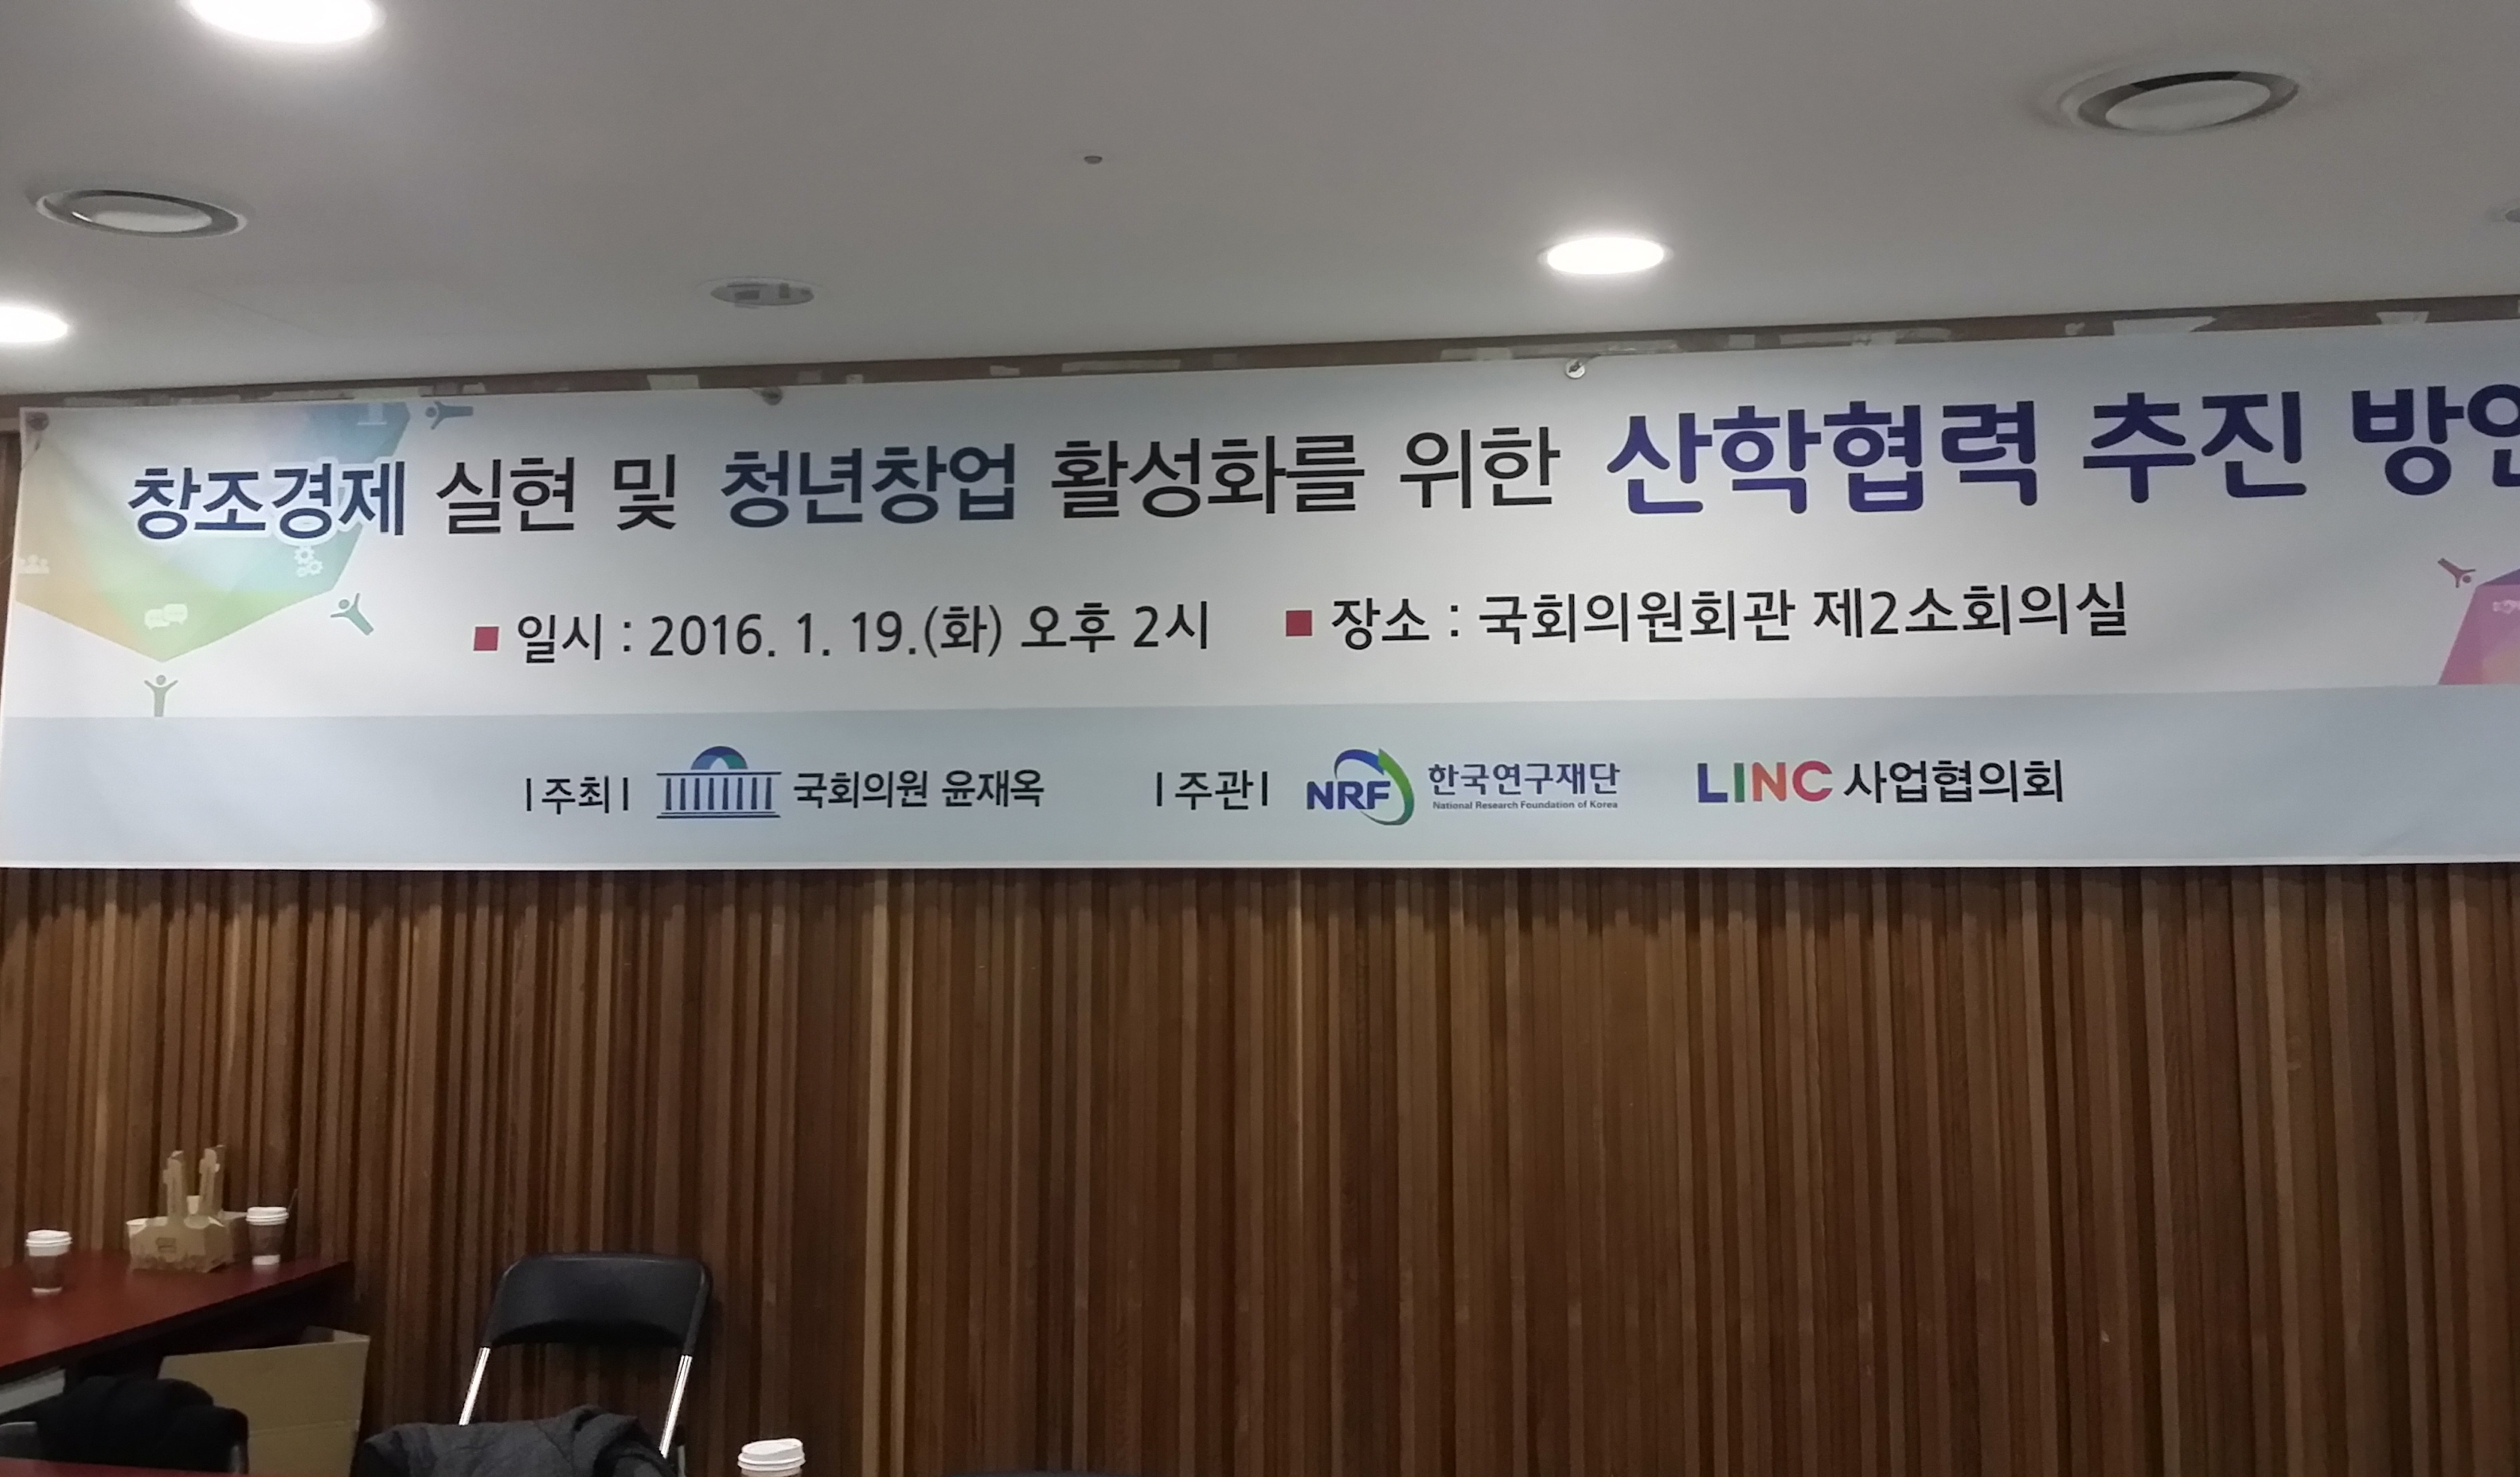 창조경제 실현 및 청년창업 활성화를 위한 산학협력 추진 방안
■ 일시 : 2016. 1. 19.(화) 오후 2시 ■ 장소 : 국회의원회관 제2소회의실
|주최| 국회의원 윤재옥 |주관| NRF 한국연구재단 National Research Foundation of Korea LINC 사업협의회